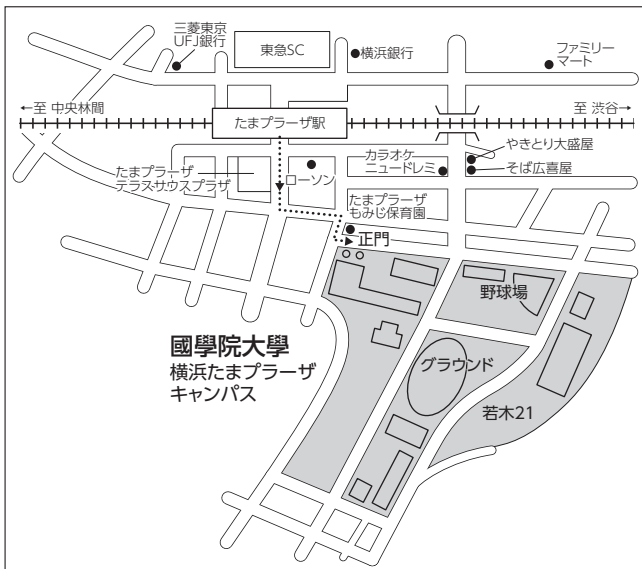 三菱東京
UFJ銀行
東急SC
横浜銀行
ファミリー
マート
←至 中央林間
たまプラーザ駅
至 渋谷→
たまプラーザ
テラスサウスプラザ
ローソン
カラオケ
ニュードレミ
やきとり大盛屋
そば広喜屋
たまプラーザ
もみじ保育園
正門
野球場
國學院大學
横浜たまプラーザ
キャンパス
グラウンド
若木21